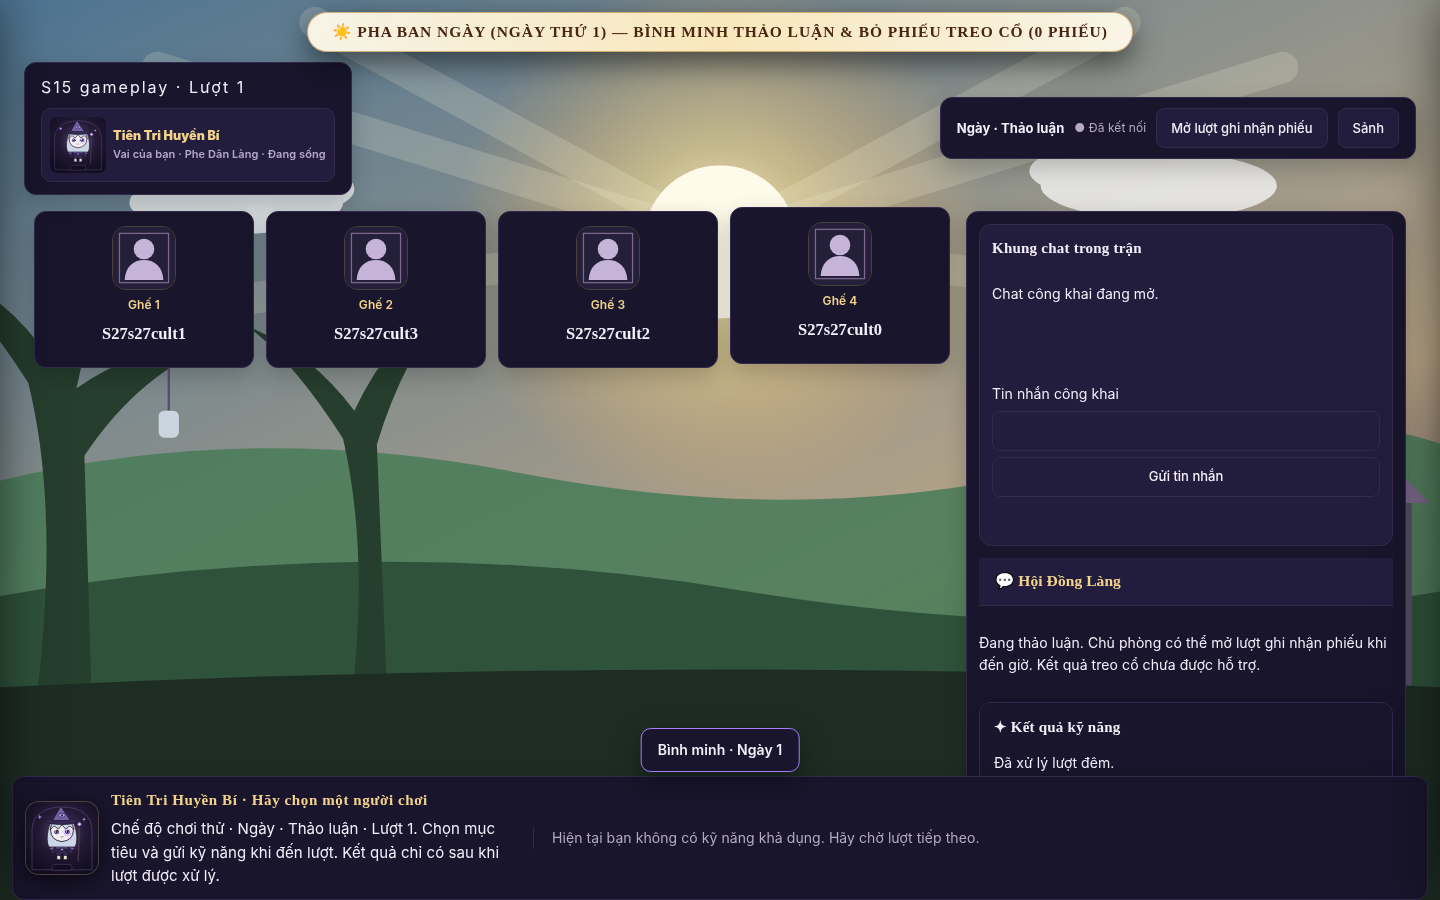 ☀️ PHA BAN NGÀY (NGÀY THỨ 1) — BÌNH MINH THẢO LUẬN & BỎ PHIẾU TREO CỔ (0 PHIẾU)
S15 gameplay · Lượt 1
Tiên Tri Huyền Bí
Vai của bạn · Phe Dân Làng · Đang sống
Ngày · Thảo luận
Đã kết nối
Mở lượt ghi nhận phiếu
Sảnh
Ghế 1
S27s27cult1
Ghế 2
S27s27cult3
Ghế 3
S27s27cult2
Ghế 4
S27s27cult0
Khung chat trong trận
Chat công khai đang mở.
Tin nhắn công khai
Gửi tin nhắn
💬 Hội Đồng Làng
Đang thảo luận. Chủ phòng có thể mở lượt ghi nhận phiếu khi
đến giờ. Kết quả treo cổ chưa được hỗ trợ.
✦ Kết quả kỹ năng
Đã xử lý lượt đêm.
Bình minh · Ngày 1
Tiên Tri Huyền Bí · Hãy chọn một người chơi
Chế độ chơi thử · Ngày · Thảo luận · Lượt 1. Chọn mục
tiêu và gửi kỹ năng khi đến lượt. Kết quả chỉ có sau khi
lượt được xử lý.
Hiện tại bạn không có kỹ năng khả dụng. Hãy chờ lượt tiếp theo.